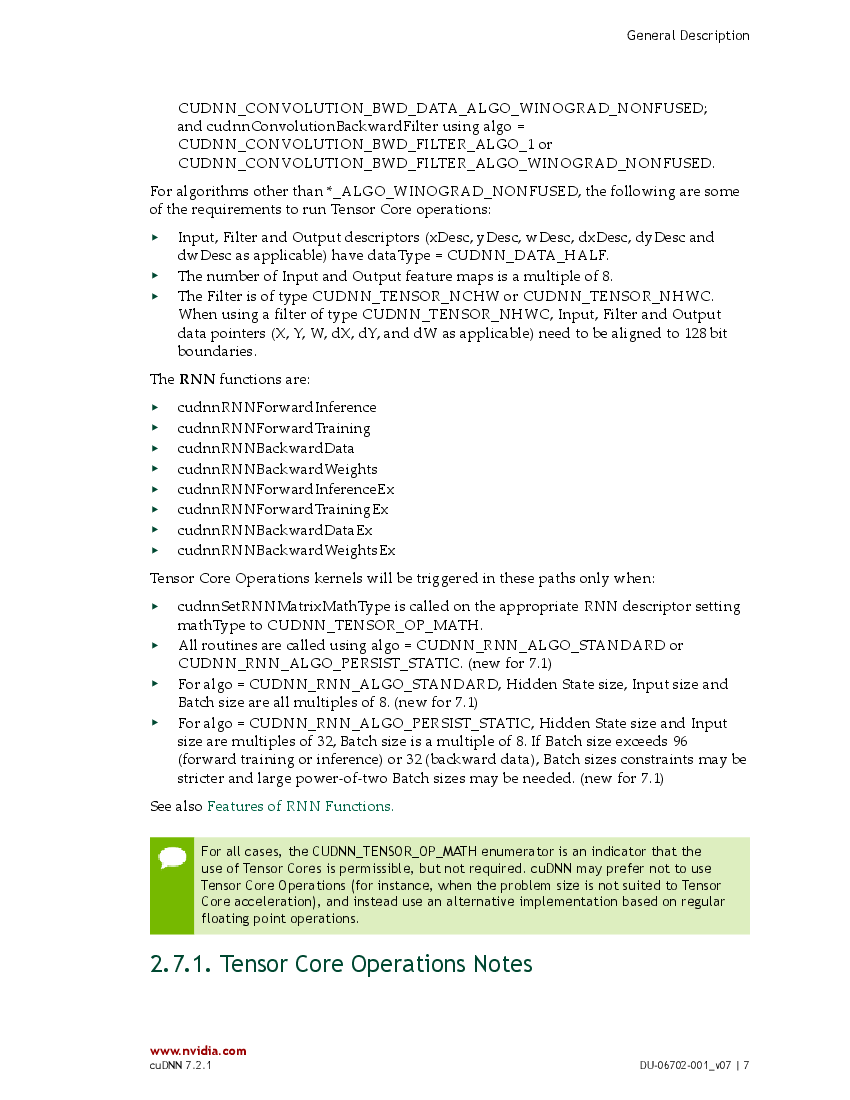 General Description
CUDNN_CONVOLUTION_BWD_DATA_ALGO_WINOGRAD_NONFUSED;
and cudnnConvolutionBackwardFilter using algo =
CUDNN_CONVOLUTION_BWD_FILTER_ALGO_1 or
CUDNN_CONVOLUTION_BWD_FILTER_ALGO_WINOGRAD_NONFUSED.
For algorithms other than *_ALGO_WINOGRAD_NONFUSED, the following are some
of the requirements to run Tensor Core operations:
‣ Input, Filter and Output descriptors (xDesc, yDesc, wDesc, dxDesc, dyDesc and
dwDesc as applicable) have dataType = CUDNN_DATA_HALF.
‣ The number of Input and Output feature maps is a multiple of 8.
‣ The Filter is of type CUDNN_TENSOR_NCHW or CUDNN_TENSOR_NHWC.
When using a filter of type CUDNN_TENSOR_NHWC, Input, Filter and Output
data pointers (X, Y, W, dX, dY, and dW as applicable) need to be aligned to 128 bit
boundaries.
The RNN functions are:
‣ cudnnRNNForwardInference
‣ cudnnRNNForwardTraining
‣ cudnnRNNBackwardData
‣ cudnnRNNBackwardWeights
‣ cudnnRNNForwardInferenceEx
‣ cudnnRNNForwardTrainingEx
‣ cudnnRNNBackwardDataEx
‣ cudnnRNNBackwardWeightsEx
Tensor Core Operations kernels will be triggered in these paths only when:
‣ cudnnSetRNNMatrixMathType is called on the appropriate RNN descriptor setting
mathType to CUDNN_TENSOR_OP_MATH.
‣ All routines are called using algo = CUDNN_RNN_ALGO_STANDARD or
CUDNN_RNN_ALGO_PERSIST_STATIC. (new for 7.1)
‣ For algo = CUDNN_RNN_ALGO_STANDARD, Hidden State size, Input size and
Batch size are all multiples of 8. (new for 7.1)
‣ For algo = CUDNN_RNN_ALGO_PERSIST_STATIC, Hidden State size and Input
size are multiples of 32, Batch size is a multiple of 8. If Batch size exceeds 96
(forward training or inference) or 32 (backward data), Batch sizes constraints may be
stricter and large power-of-two Batch sizes may be needed. (new for 7.1)
See also Features of RNN Functions.
For all cases, the CUDNN_TENSOR_OP_MATH enumerator is an indicator that the
use of Tensor Cores is permissible, but not required. cuDNN may prefer not to use
Tensor Core Operations (for instance, when the problem size is not suited to Tensor
Core acceleration), and instead use an alternative implementation based on regular
floating point operations.
2.7.1. Tensor Core Operations Notes
www.nvidia.com
cuDNN 7.2.1
DU-06702-001_v07 | 7